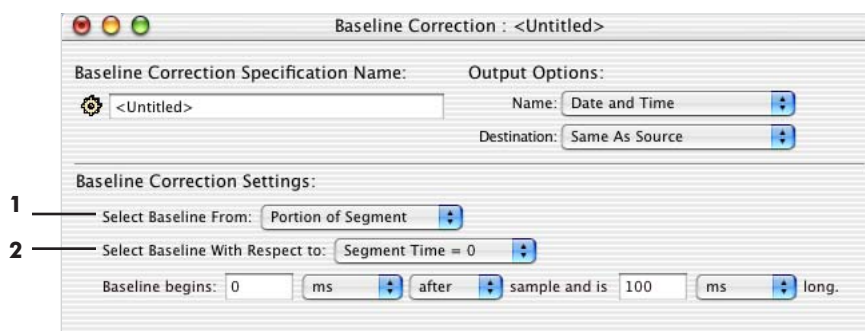 Baseline Correction : <Untitled>
Baseline Correction Specification Name:
<Untitled>
Output Options:
Name: Date and Time
Destination: Same As Source
Baseline Correction Settings:
1 Select Baseline From: Portion of Segment
2 Select Baseline With Respect to: Segment Time = 0
Baseline begins: 0 ms after sample and is 100 ms long.